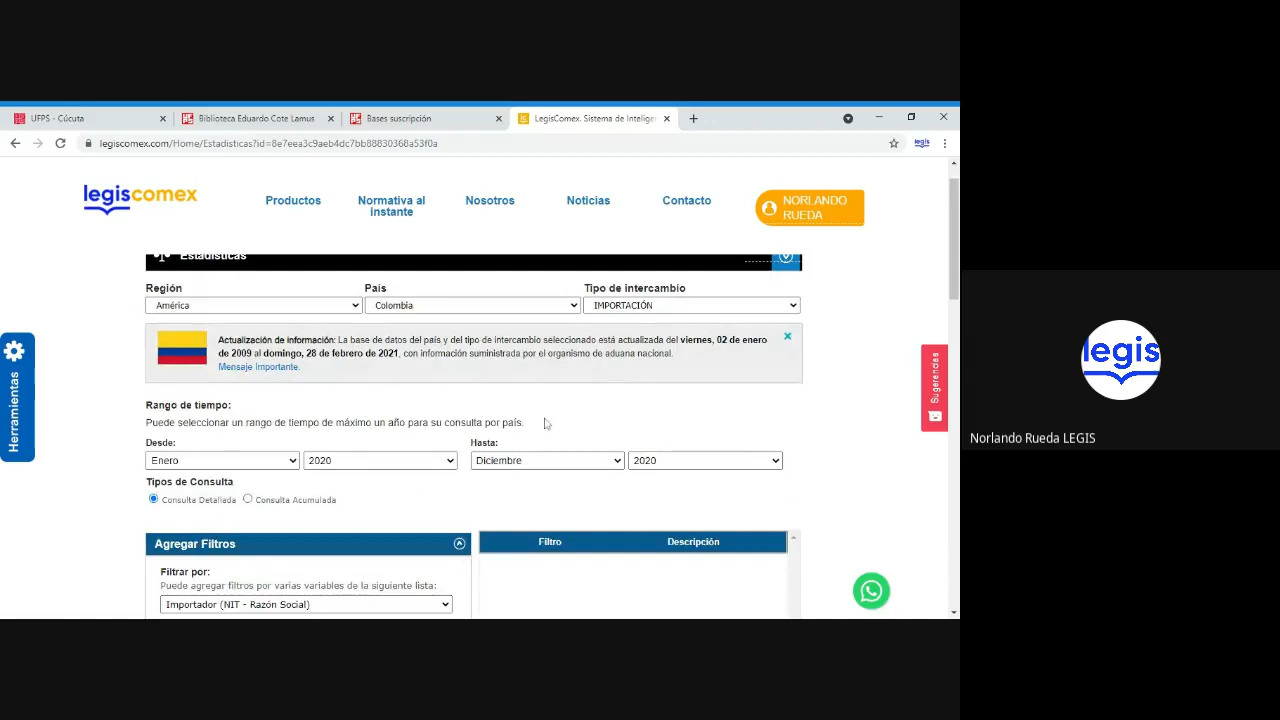 UFPS - Cúcuta
Biblioteca Eduardo Cote Lamus
Bases suscripción
LegisComex. Sistema de Intelige
legiscomex.com/Home/Estadisticas?id=8e7eea3c9aeb4dc7bb88830368a53f0a
legis
legiscomex
Productos
Normativa al
instante
Nosotros
Noticias
Contacto
NORLANDO
RUEDA
Estadísticas
Región
País
Tipo de intercambio
América
Colombia
IMPORTACIÓN
Actualización de información: La base de datos del país y del tipo de intercambio seleccionado está actualizada del viernes, 02 de enero
de 2009 al domingo, 28 de febrero de 2021, con información suministrada por el organismo de aduana nacional.
Mensaje Importante.
Herramientas
Sugerencias
Rango de tiempo:
Puede seleccionar un rango de tiempo de máximo un año para su consulta por país.
Desde:
Hasta:
Enero
2020
Diciembre
2020
Tipos de Consulta
Consulta Detallada
Consulta Acumulada
Agregar Filtros
Filtro
Descripción
Filtrar por:
Puede agregar filtros por varias variables de la siguiente lista:
Importador (NIT - Razón Social)
legis
Norlando Rueda LEGIS